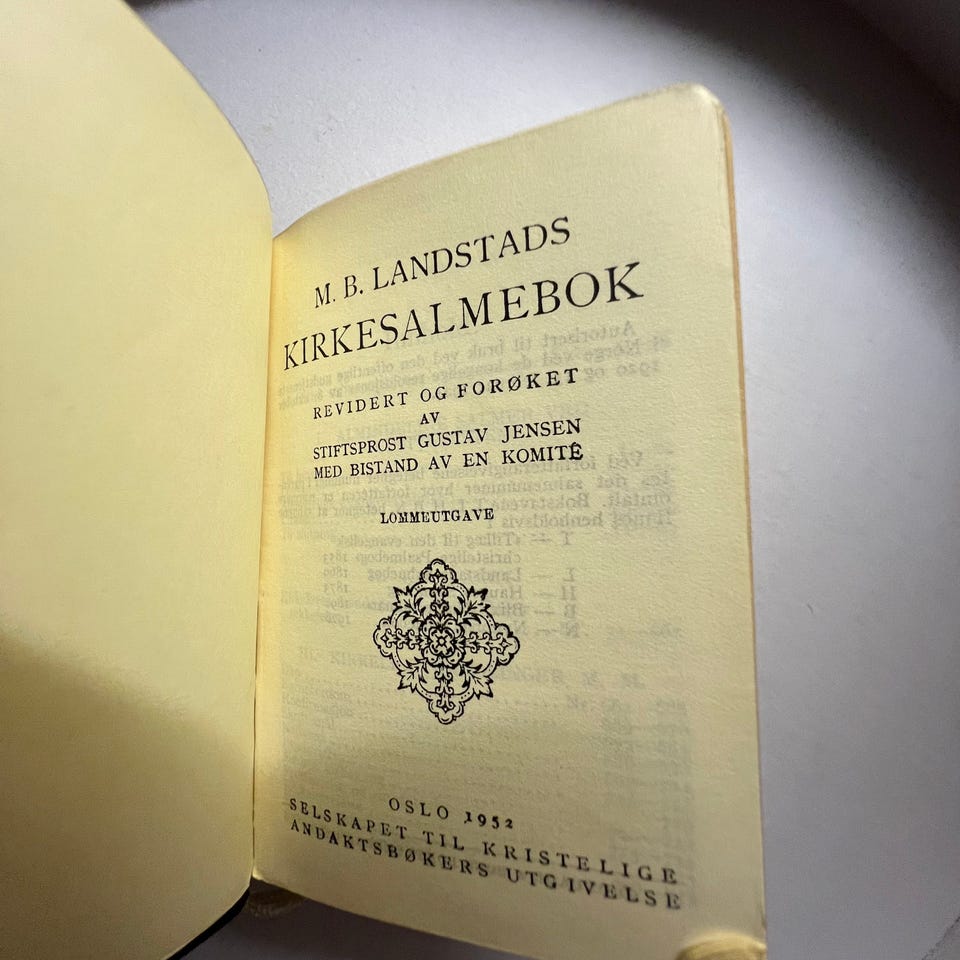 M. B. LANDSTADS
KIRKESALMEBOK
REVIDERT OG FORØKET
AV
STIFTSPROST GUSTAV JENSEN
MED BISTAND AV EN KOMITÉ
LOMMEUTGAVE
OSLO 1952
SELSKAPET TIL KRISTELIGE
ANDAKTSBØKERS UTGIVELSE